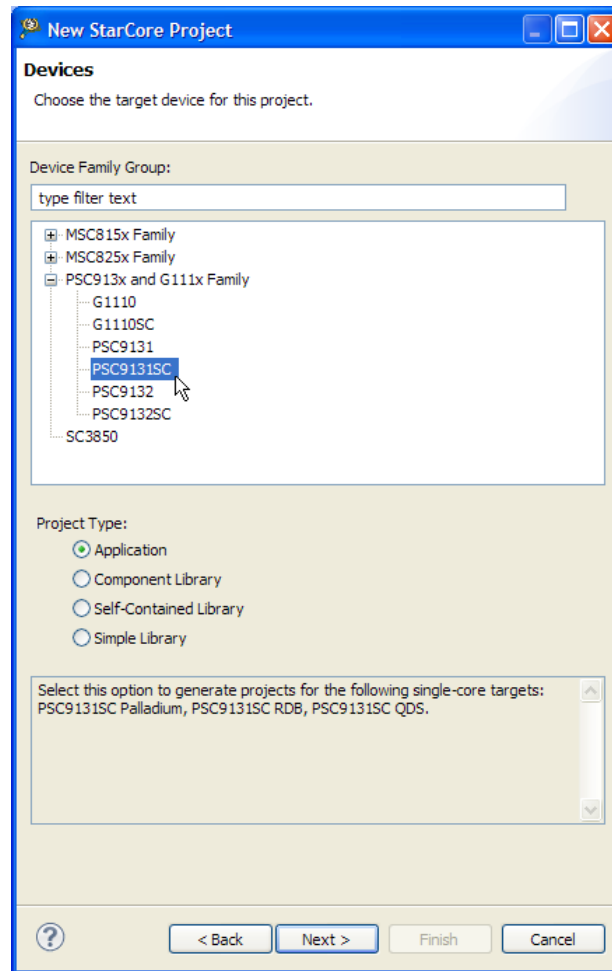 New StarCore Project
Devices
Choose the target device for this project.
Device Family Group:
type filter text
MSC815x Family
MSC825x Family
PSC913x and G111x Family
G1110
G1110SC
PSC9131
PSC9131SC
PSC9132
PSC9132SC
SC3850
Project Type:
Application
Component Library
Self-Contained Library
Simple Library
Select this option to generate projects for the following single-core targets:
PSC9131SC Palladium, PSC9131SC RDB, PSC9131SC QDS.
? < Back Next > Finish Cancel